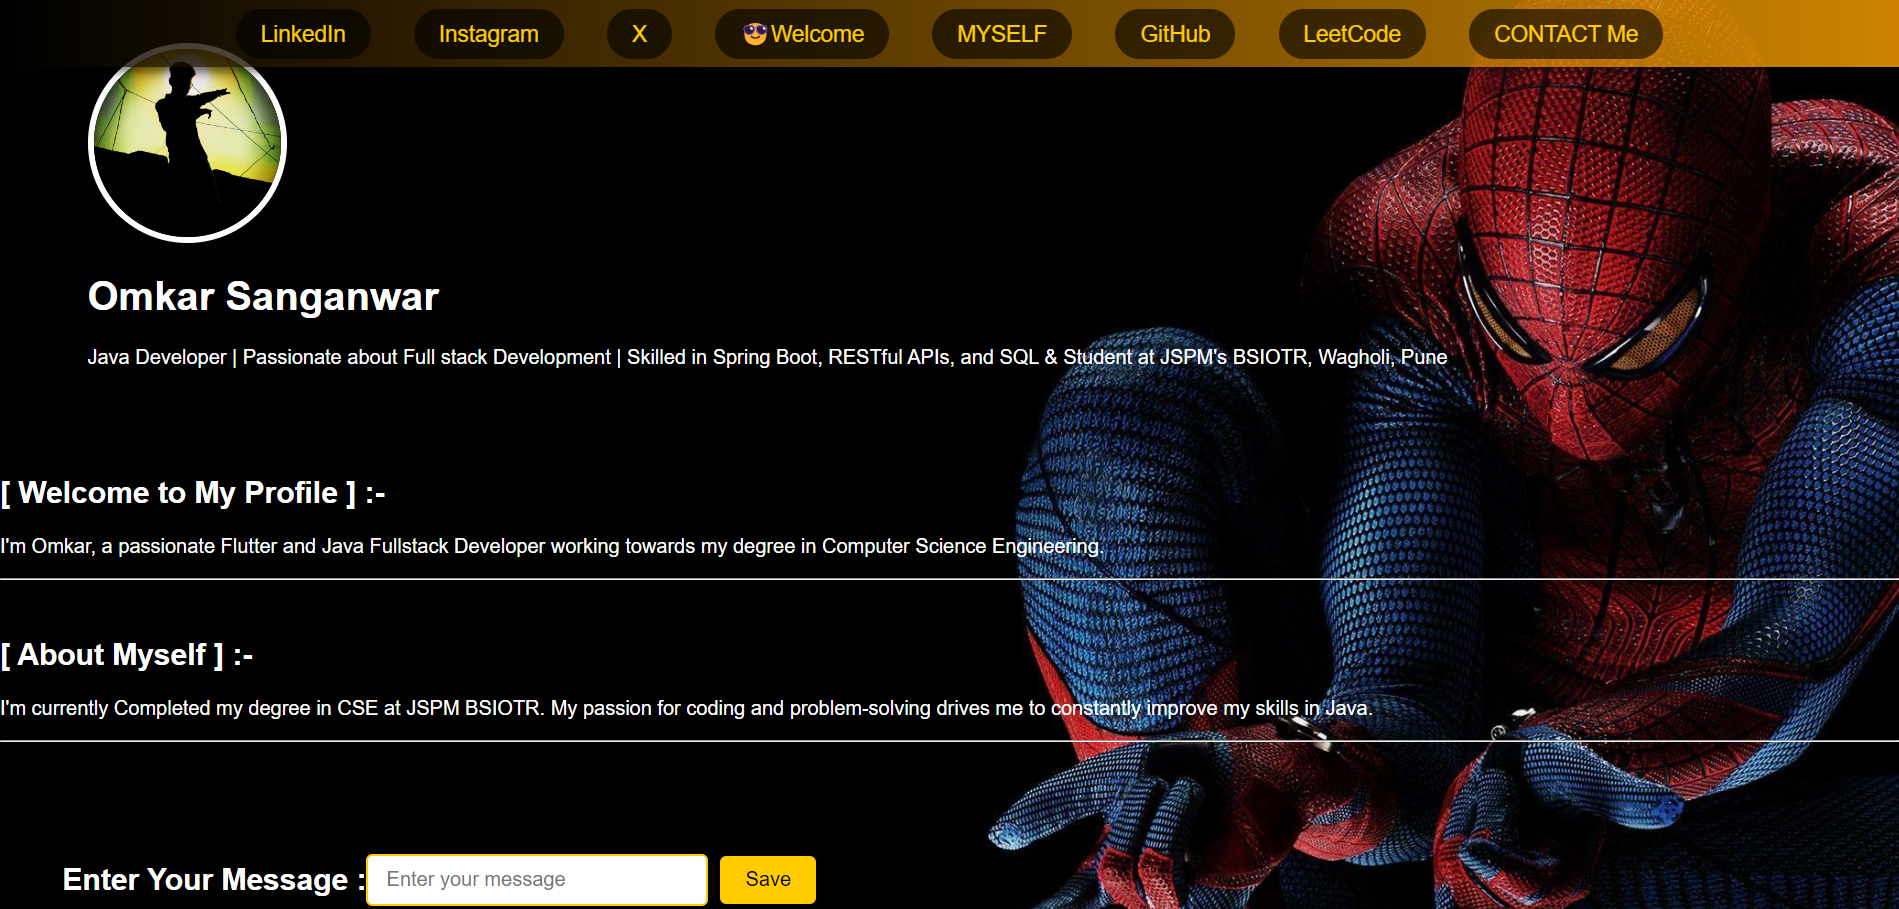 LinkedIn Instagram X 😎Welcome MYSELF GitHub LeetCode CONTACT Me
Omkar Sanganwar
Java Developer | Passionate about Full stack Development | Skilled in Spring Boot, RESTful APIs, and SQL & Student at JSPM's BSIOTR, Wagholi, Pune
[ Welcome to My Profile ] :-
I'm Omkar, a passionate Flutter and Java Fullstack Developer working towards my degree in Computer Science Engineering.
[ About Myself ] :-
I'm currently Completed my degree in CSE at JSPM BSIOTR. My passion for coding and problem-solving drives me to constantly improve my skills in Java.
Enter Your Message : Enter your message Save